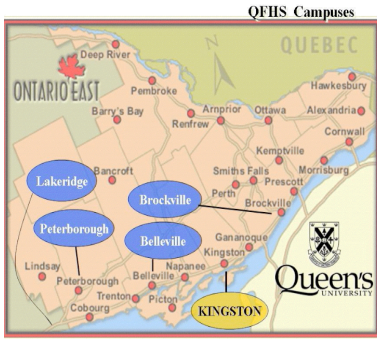 QFHS Campuses
QUEBEC
Deep River
ONTARIO EAST
Pembroke
Hawkesbury
Barry's Bay
Arnprior
Ottawa
Alexandria
Renfrew
Cornwall
Kemptville
Lakeridge
Bancroft
Smiths Falls
Morrisburg
Perth
Prescott
Brockville
Brockville
Peterborough
Belleville
Gananoque
Kingston
Lindsay
Napanee
Peterborough
Belleville
Trenton
Picton
Cobourg
KINGSTON
Queen's
UNIVERSITY